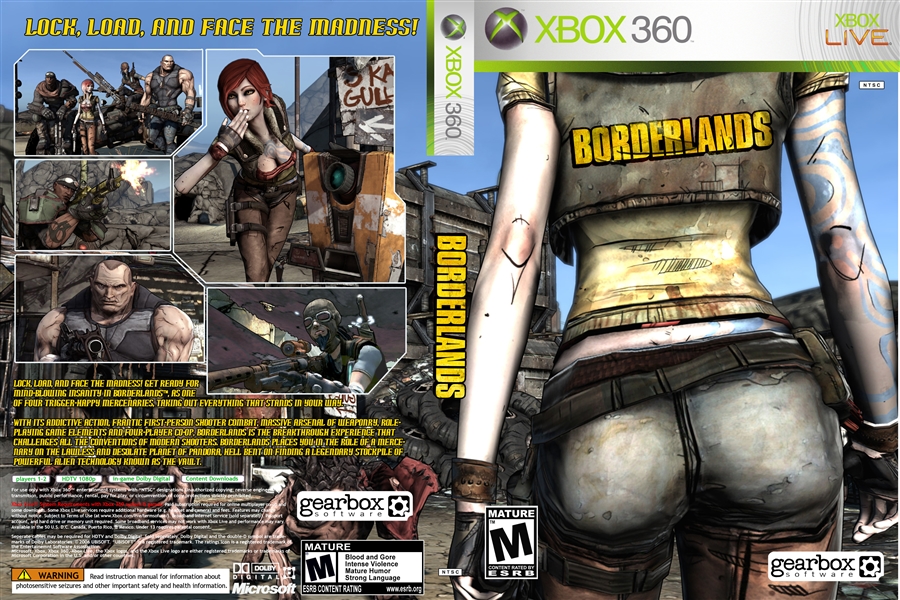 LOCK, LOAD, AND FACE THE MADNESS!
LOCK, LOAD, AND FACE THE MADNESS! GET READY FOR
MIND-BLOWING INSANITY IN BORDERLANDS™, AS ONE
OF FOUR TRIGGER-HAPPY MERCENARIES, TAKING OUT EVERYTHING THAT STANDS IN YOUR WAY.
WITH ITS ADDICTIVE ACTION, FRANTIC FIRST-PERSON SHOOTER COMBAT, MASSIVE ARSENAL OF WEAPONRY, ROLE-
PLAYING GAME ELEMENTS AND FOUR-PLAYER CO-OP, BORDERLANDS IS THE BREAKTHROUGH EXPERIENCE THAT
CHALLENGES ALL THE CONVENTIONS OF MODERN SHOOTERS. BORDERLANDS PLACES YOU IN THE ROLE OF A MERCE-
NARY ON THE LAWLESS AND DESOLATE PLANET OF PANDORA, HELL BENT ON FINDING A LEGENDARY STOCKPILE OF
POWERFUL ALIEN TECHNOLOGY KNOWN AS THE VAULT.
players 1-2
HDTV 1080p
In-game Dolby Digital
Content Downloads
gearbox
software
WARNING Read instruction manual for information about
photosensitive seizures and other important safety and health information.
DOLBY
DIGITAL
Microsoft
MATURE
M
Blood and Gore
Intense Violence
Mature Humor
Strong Language
ESRB CONTENT RATING www.esrb.org
XBOX 360
BORDERLANDS
NTSC
XBOX 360
XBOX
LIVE
NTSC
BORDERLANDS
MATURE
M
CONTENT RATED BY
ESRB
gearbox
software